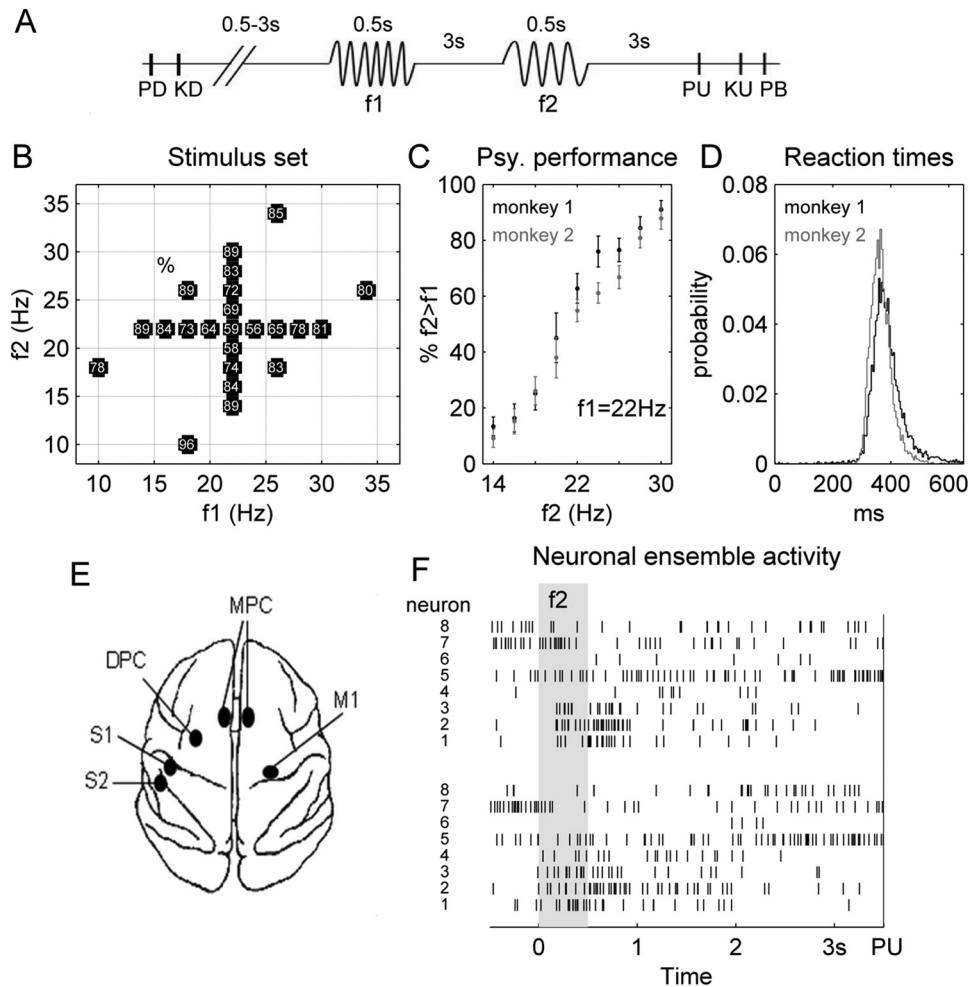 A
0.5-3s 0.5s 3s 0.5s 3s
PD KD f1 f2 PU KU PB
B Stimulus set
f2 (Hz)
35
30
25
20
15
10
%
85
89
83
89 72 80
69
89 84 73 64 59 56 65 78 81
58
78 74 83
84
89
96
10 15 20 25 30 35
f1 (Hz)
C Psy. performance
% f2>f1
100
80
60
40
20
0
monkey 1
monkey 2
f1=22Hz
14 22 30
f2 (Hz)
D Reaction times
probability
0.08
0.06
0.04
0.02
0
monkey 1
monkey 2
0 200 400 600
ms
E
MPC
DPC
M1
S1
S2
F Neuronal ensemble activity
neuron
f2
8
7
6
5
4
3
2
1
8
7
6
5
4
3
2
1
0 1 2 3s PU
Time